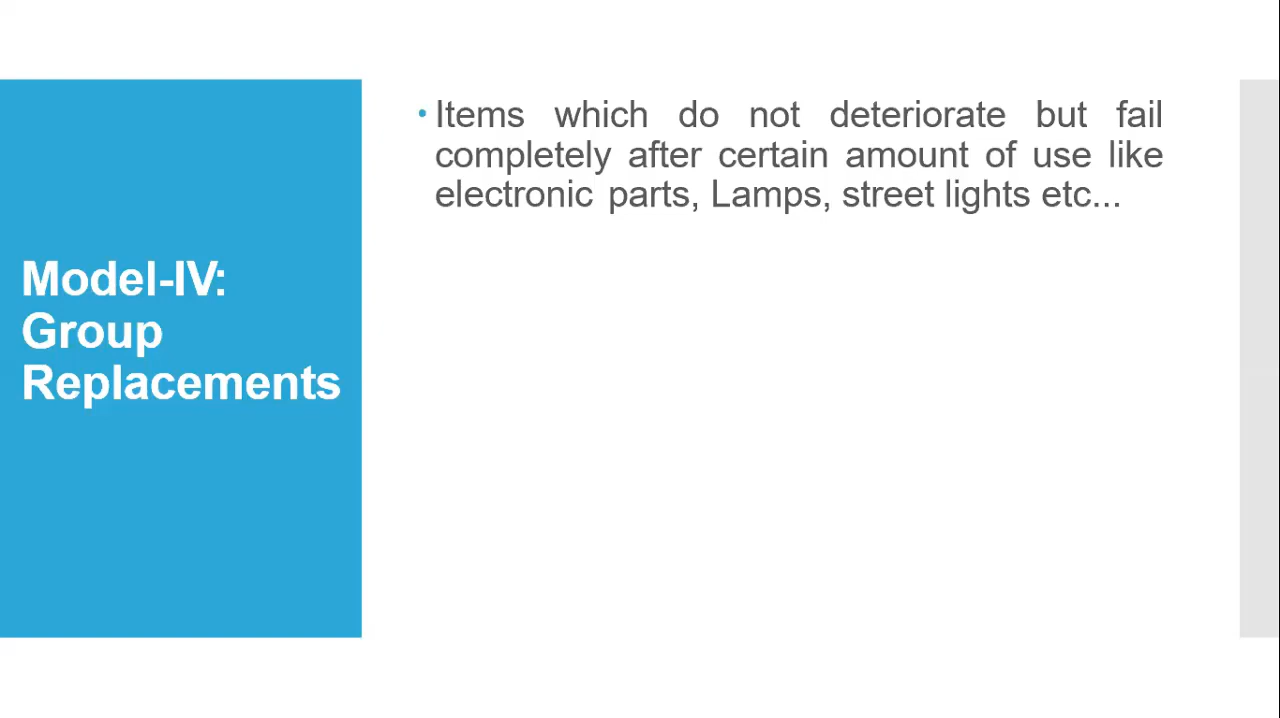 Model-IV:
Group
Replacements
• Items which do not deteriorate but fail
completely after certain amount of use like
electronic parts, Lamps, street lights etc...